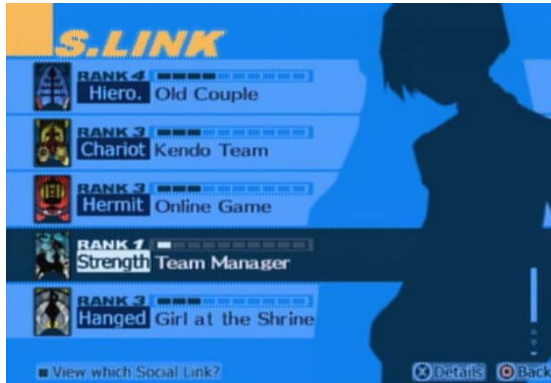 S.LINK
RANK 4
Hiero. Old Couple
RANK 3
Chariot Kendo Team
RANK 3
Hermit Online Game
RANK 1
Strength Team Manager
RANK 3
Hanged Girl at the Shrine
View which Social Link?
Details Back